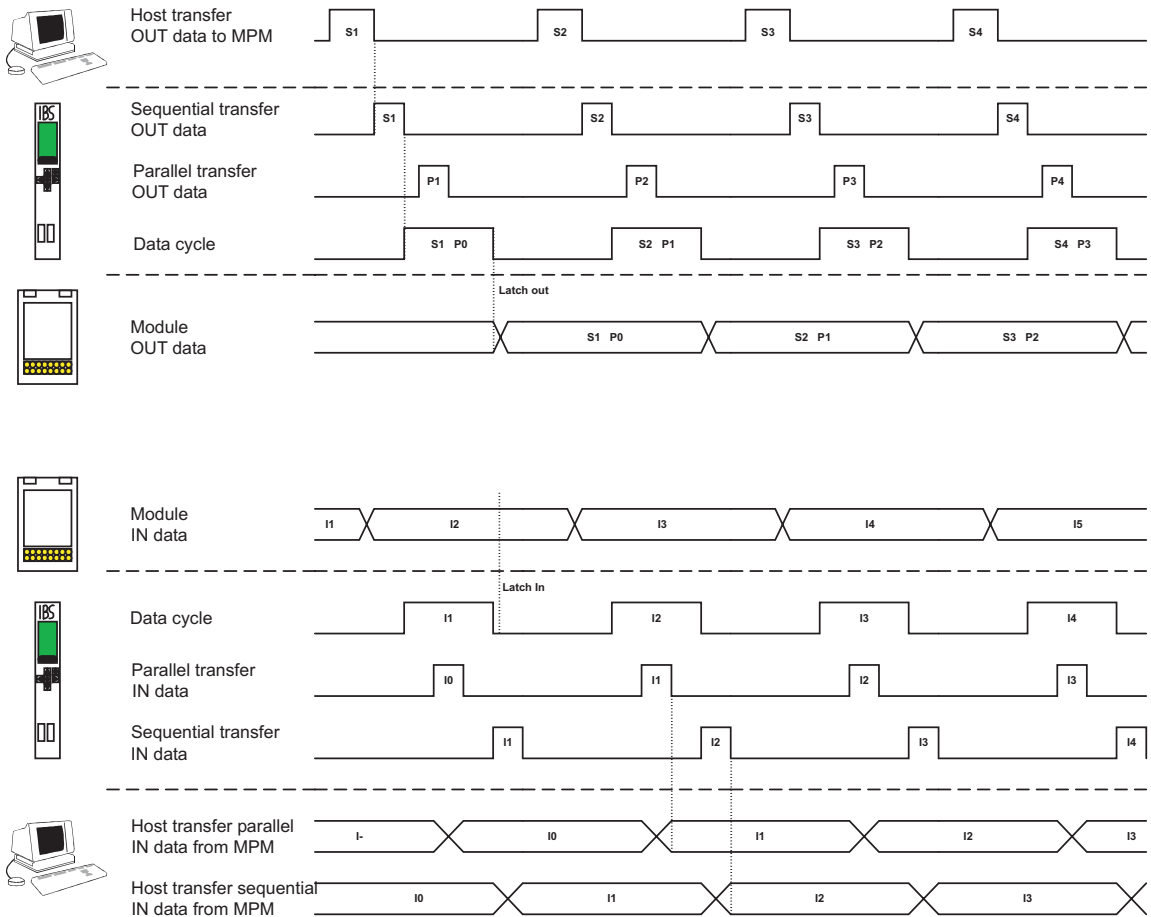 Host transfer
OUT data to MPM
S1 S2 S3 S4
IBS
Sequential transfer
OUT data
S1 S2 S3 S4
Parallel transfer
OUT data
P1 P2 P3 P4
Data cycle
S1 P0 S2 P1 S3 P2 S4 P3
Latch out
Module
OUT data
S1 P0 S2 P1 S3 P2
Module
IN data
I1 I2 I3 I4 I5
Latch In
IBS
Data cycle
I1 I2 I3 I4
Parallel transfer
IN data
I0 I1 I2 I3
Sequential transfer
IN data
I1 I2 I3 I4
Host transfer parallel
IN data from MPM
I- I0 I1 I2 I3
Host transfer sequential
IN data from MPM
I0 I1 I2 I3